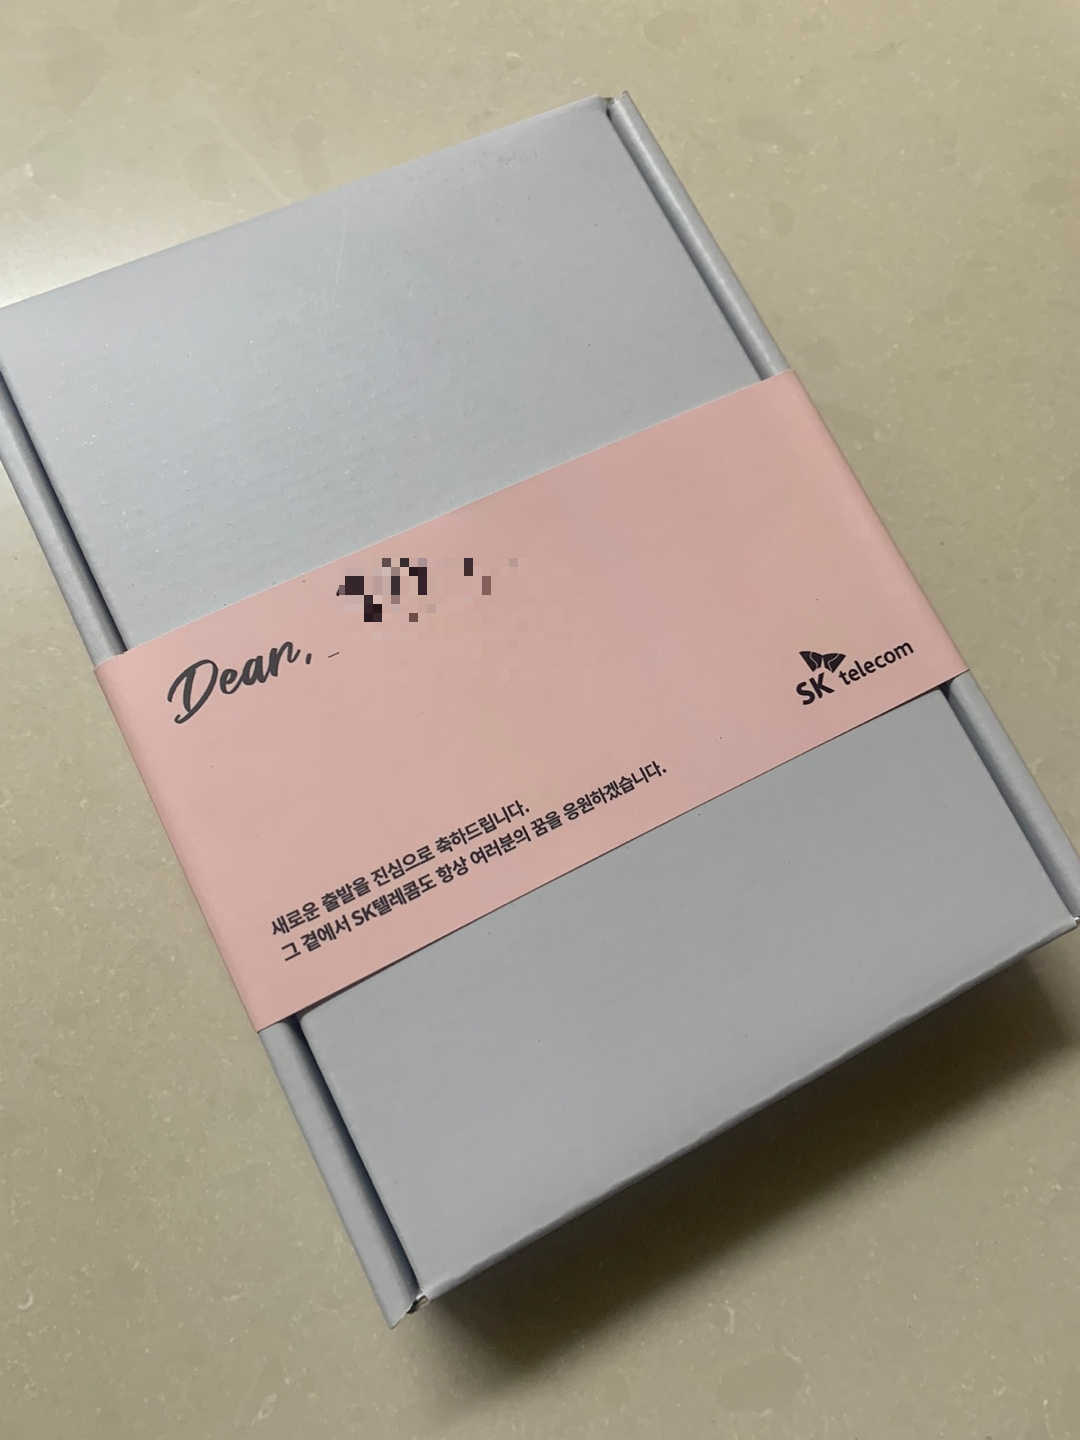 Dear,
SK telecom
새로운 출발을 진심으로 축하드립니다.
그 곁에서 SK텔레콤도 항상 여러분의 꿈을 응원하겠습니다.